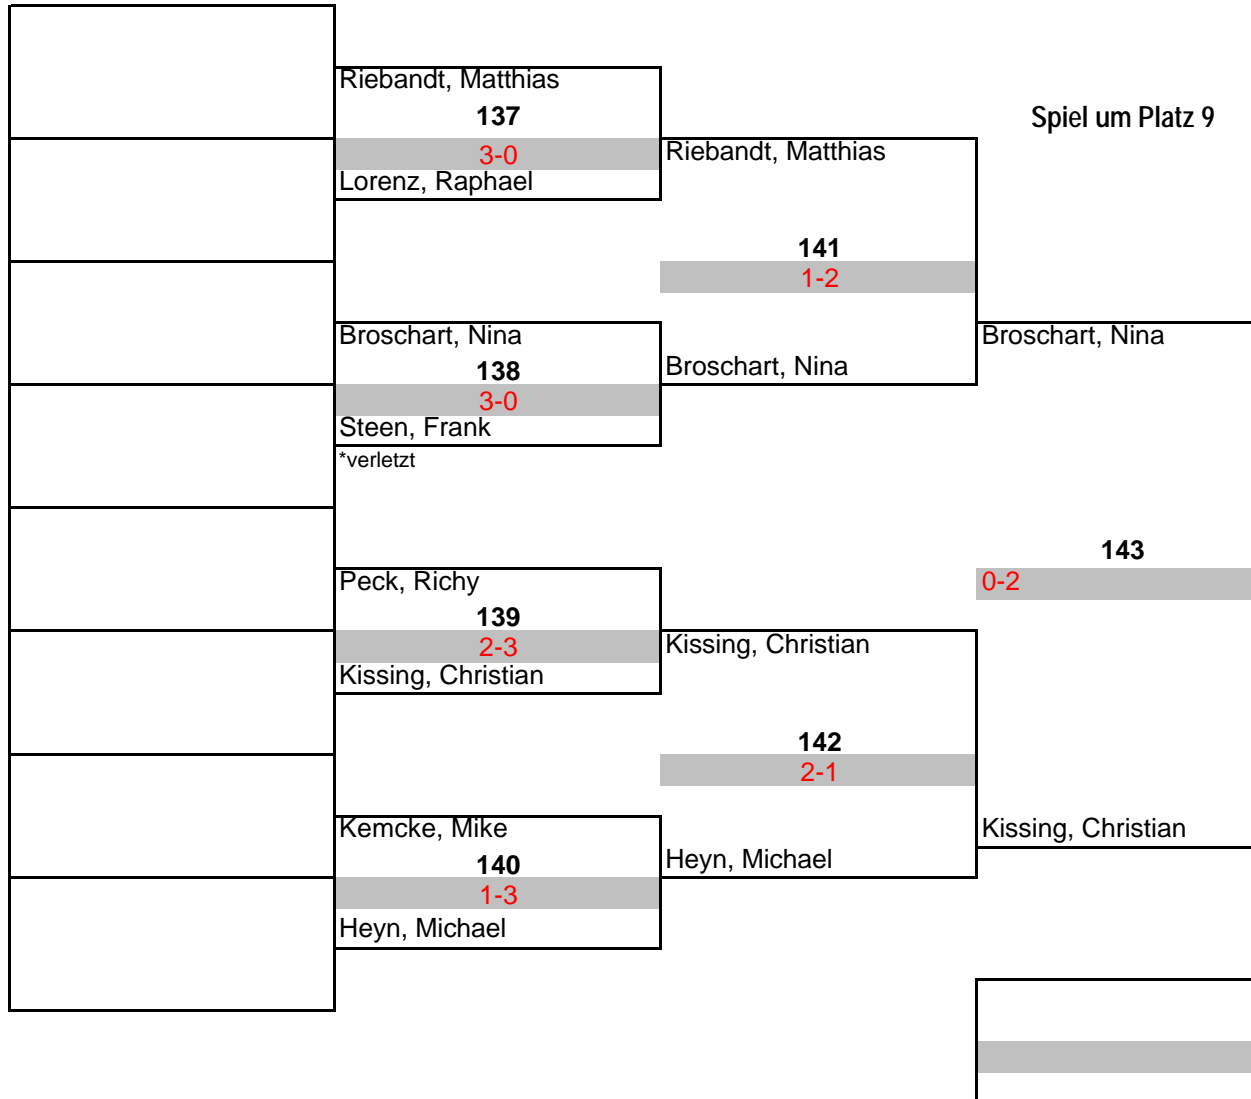 Riebandt, Matthias
137
3-0
Lorenz, Raphael
Broschart, Nina
138
3-0
Steen, Frank
*verletzt
Peck, Richy
139
2-3
Kissing, Christian
Kemcke, Mike
140
1-3
Heyn, Michael
Riebandt, Matthias
141
1-2
Broschart, Nina
Kissing, Christian
142
2-1
Heyn, Michael
Spiel um Platz 9
Broschart, Nina
143
0-2
Kissing, Christian